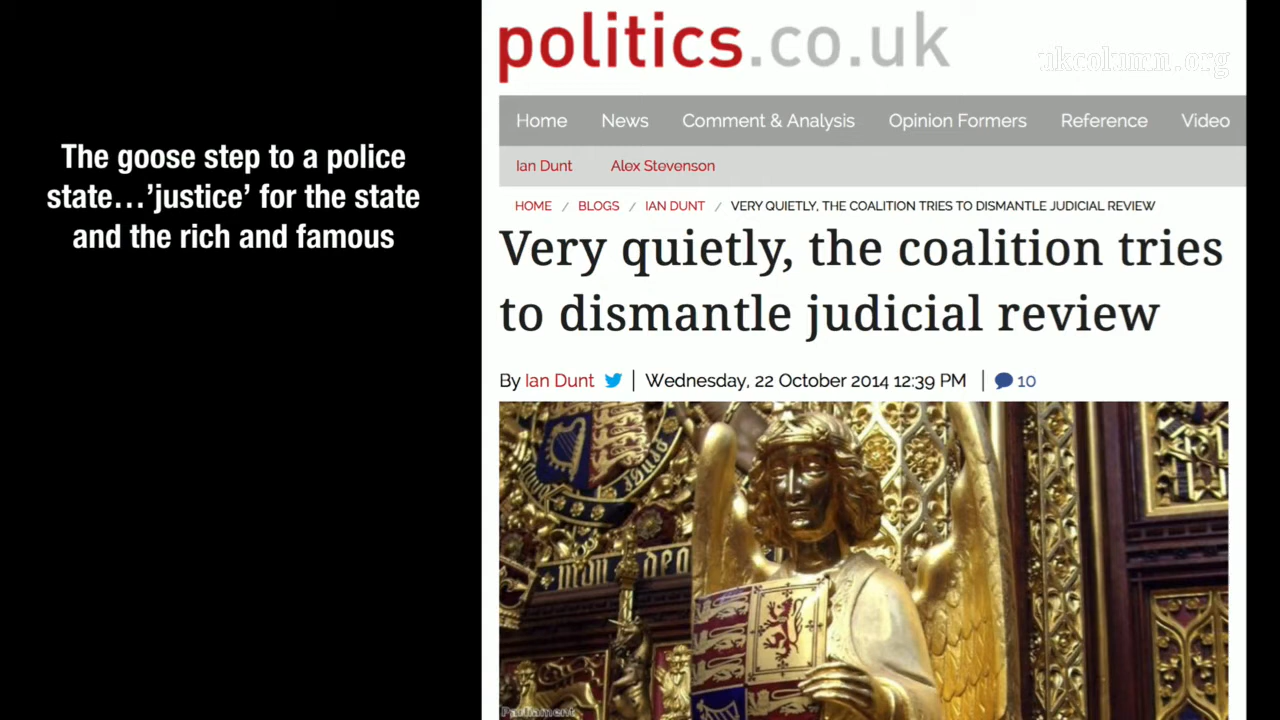 The goose step to a police
state…’justice’ for the state
and the rich and famous
politics.co.uk
ukcolumn.org
Home News Comment & Analysis Opinion Formers Reference Video
Ian Dunt Alex Stevenson
HOME / BLOGS / IAN DUNT / VERY QUIETLY, THE COALITION TRIES TO DISMANTLE JUDICIAL REVIEW
Very quietly, the coalition tries
to dismantle judicial review
By Ian Dunt | Wednesday, 22 October 2014 12:39 PM | 10
Parliament